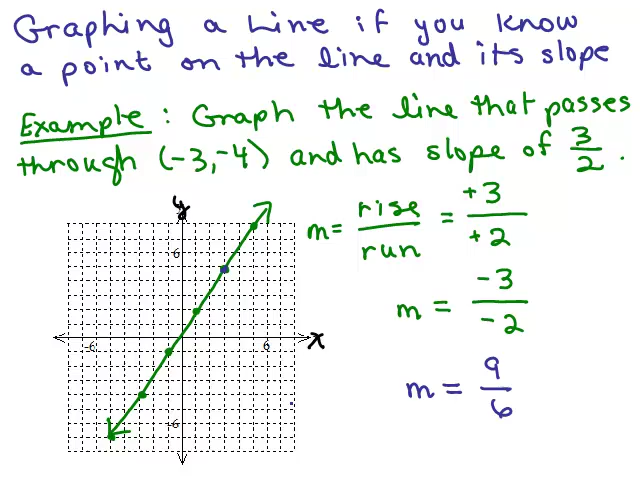 Graphing a Line if you know
a point on the line and its slope
Example: Graph the line that passes
through (-3,-4) and has slope of 3/2.
y
m = rise/run = +3/+2
6
m = -3/-2
-6 6 x
m = 9/6
-6